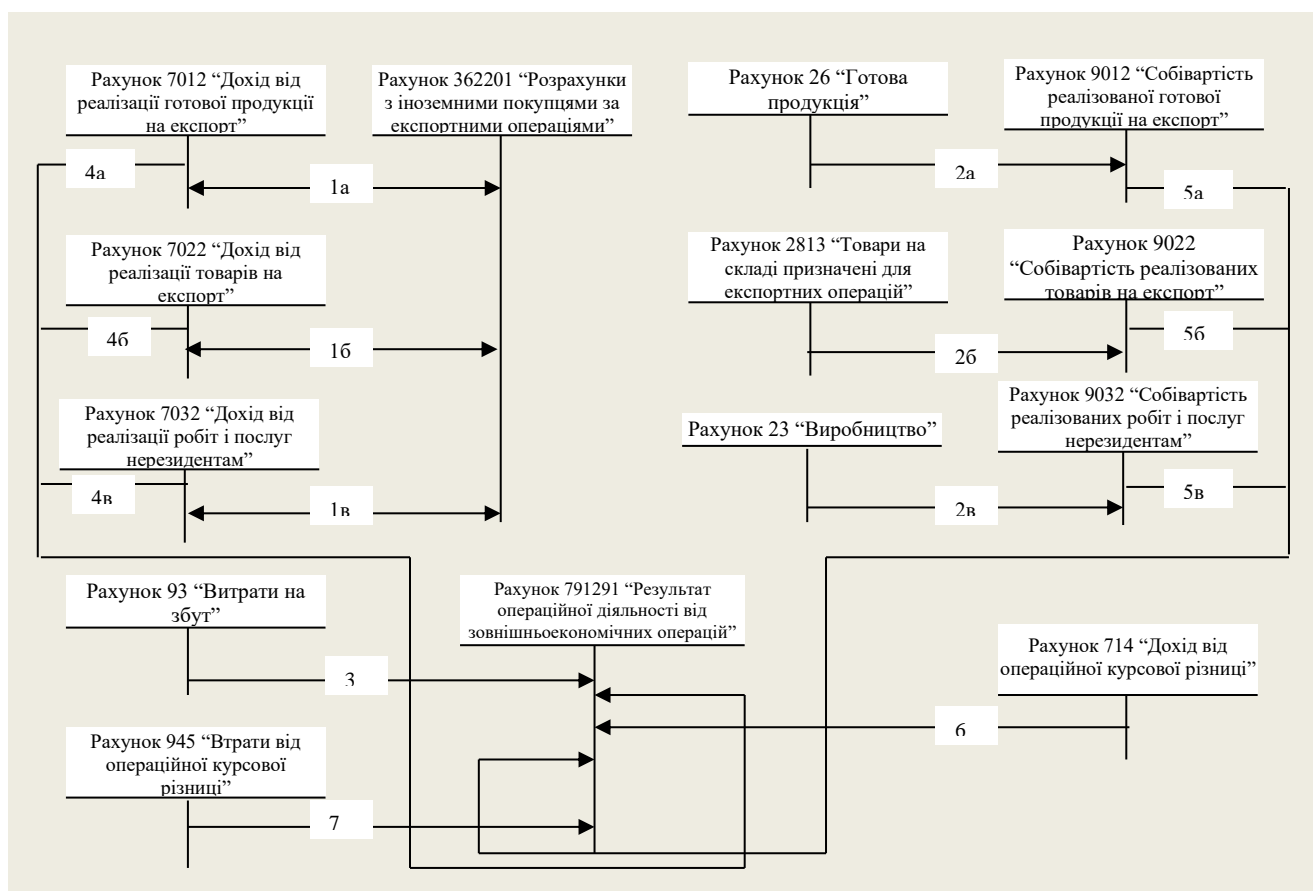 Рахунок 7012 “Дохід від
реалізації готової продукції
на експорт”
Рахунок 362201 “Розрахунки
з іноземними покупцями за
експортними операціями”
Рахунок 26 “Готова
продукція”
Рахунок 9012 “Собівартість
реалізованої готової
продукції на експорт”
4а
1а
2а
5а
Рахунок 7022 “Дохід від
реалізації товарів на
експорт”
Рахунок 2813 “Товари на
складі призначені для
експортних операцій”
Рахунок 9022
“Собівартість реалізованих
товарів на експорт”
4б
1б
2б
5б
Рахунок 7032 “Дохід від
реалізації робіт і послуг
нерезидентам”
Рахунок 23 “Виробництво”
Рахунок 9032 “Собівартість
реалізованих робіт і послуг
нерезидентам”
4в
1в
2в
5в
Рахунок 93 “Витрати на
збут”
Рахунок 791291 “Результат
операційної діяльності від
зовнішньоекономічних операцій”
Рахунок 714 “Дохід від
операційної курсової різниці”
3
6
Рахунок 945 “Втрати від
операційної курсової
різниці”
7